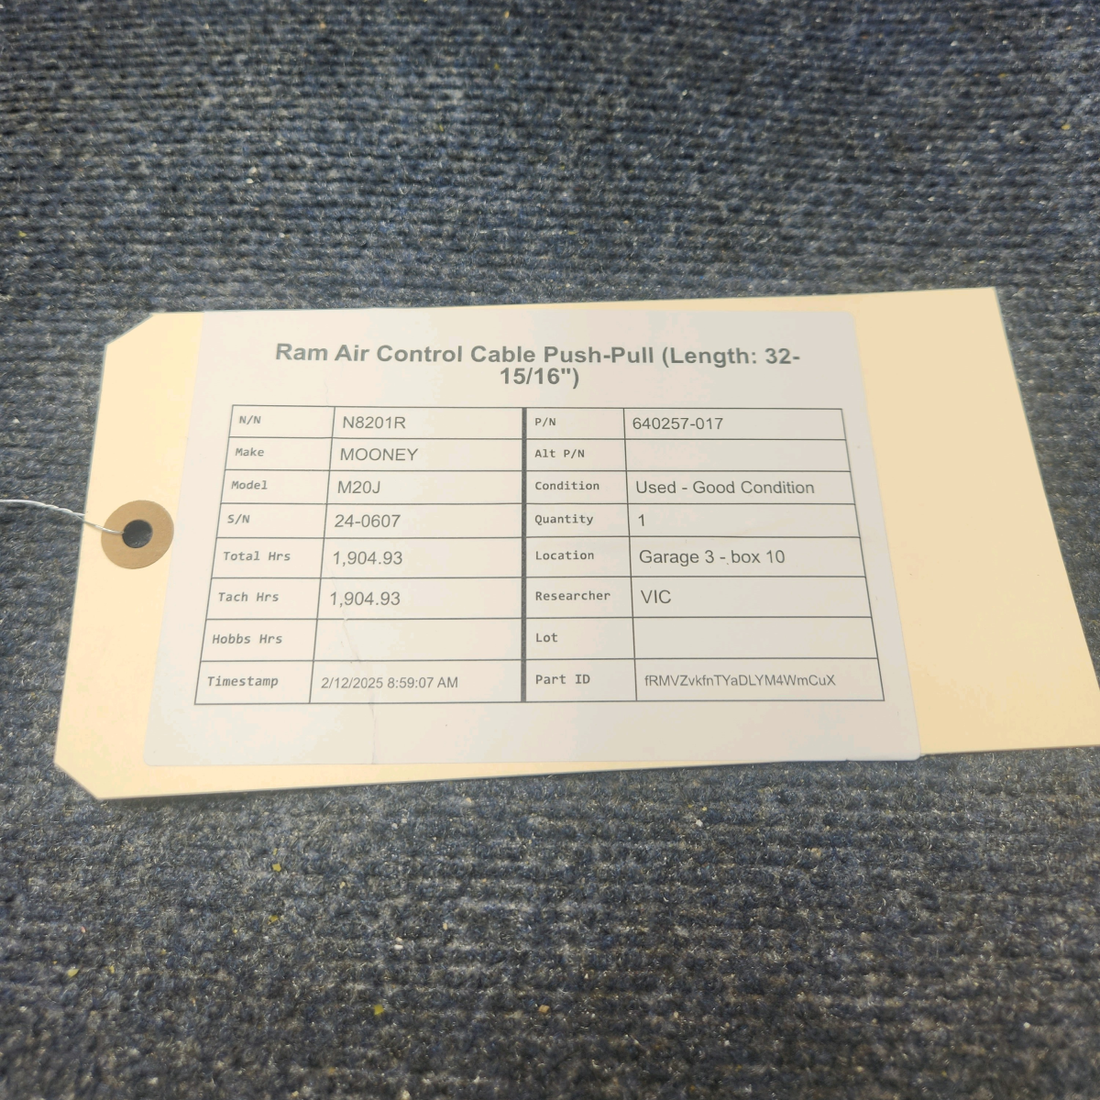 Ram Air Control Cable Push-Pull (Length: 32-
15/16")
N/N N8201R P/N 640257-017
Make MOONEY Alt P/N
Model M20J Condition Used - Good Condition
S/N 24-0607 Quantity 1
Total Hrs 1,904.93 Location Garage 3 - box 10
Tach Hrs 1,904.93 Researcher VIC
Hobbs Hrs Lot
Timestamp 2/12/2025 8:59:07 AM Part ID fRMVZvkfnTYaDLYM4WmCuX